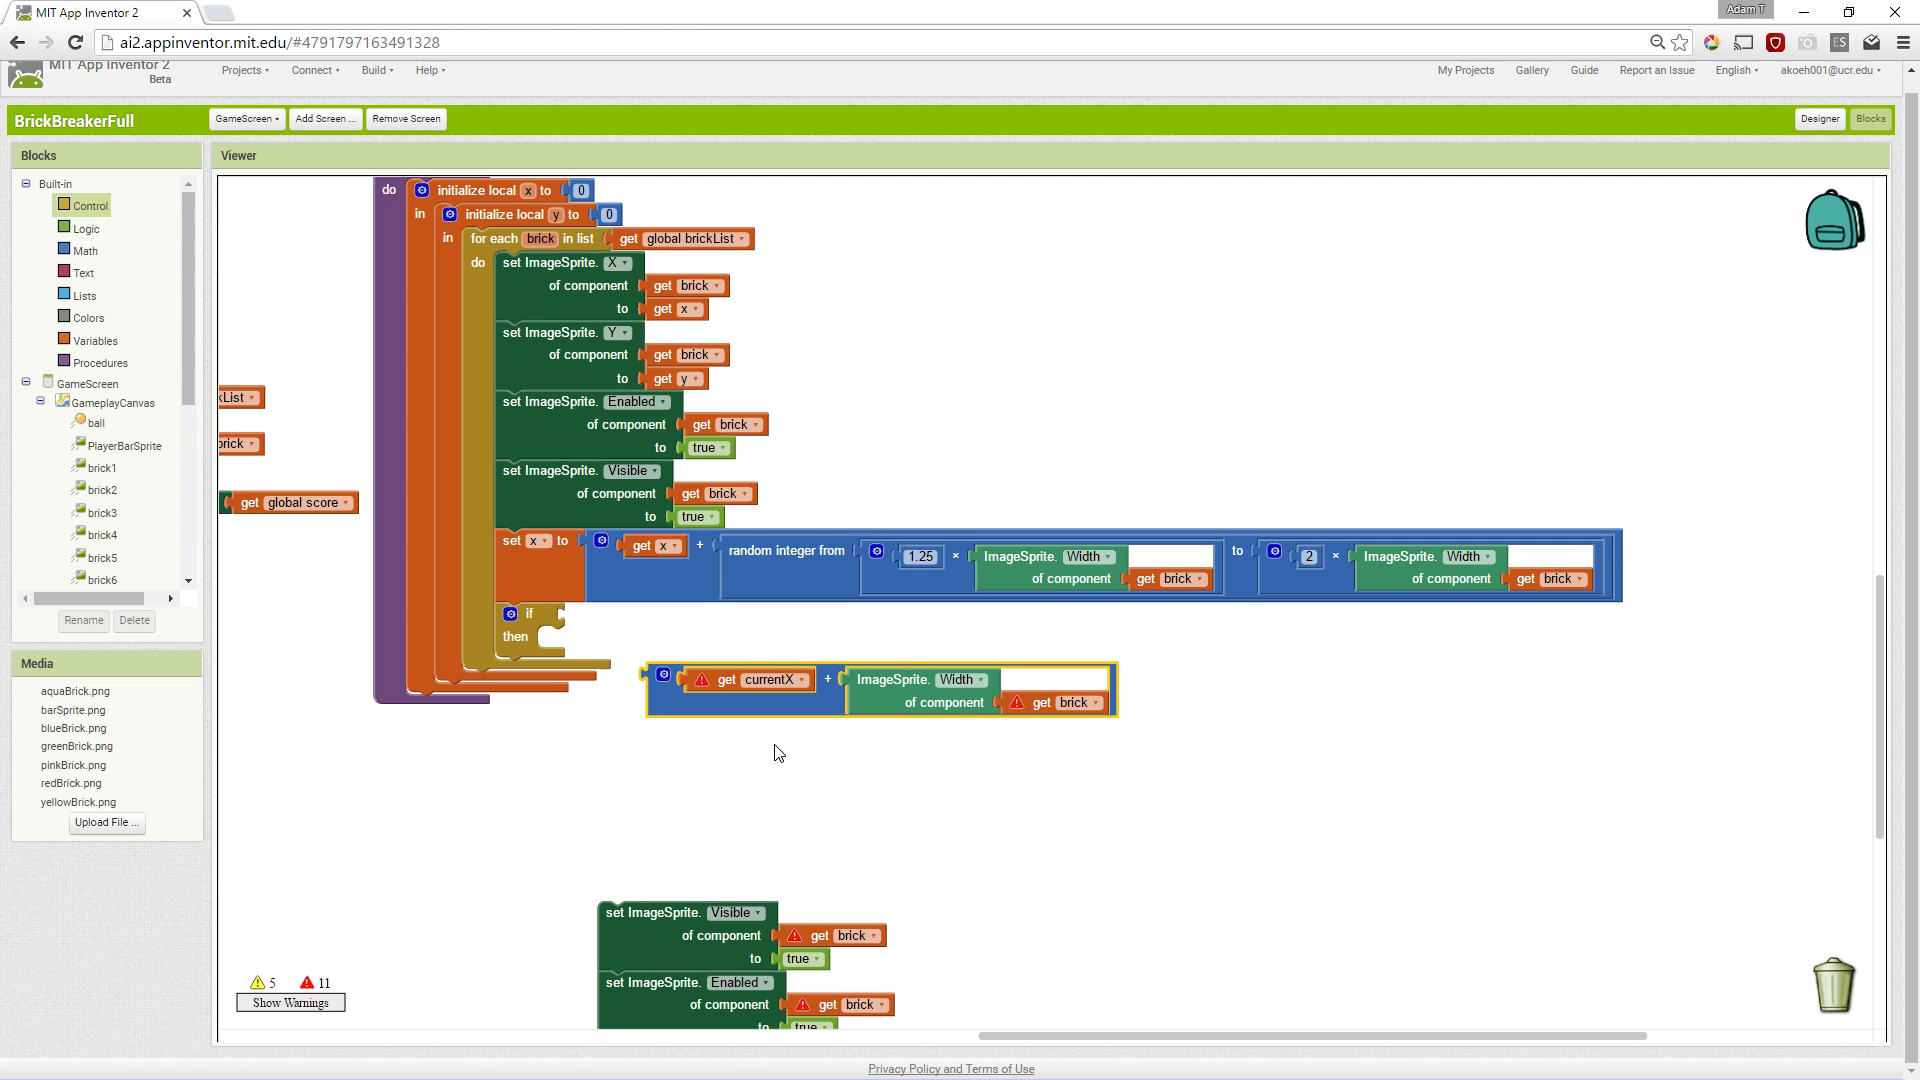 MIT App Inventor 2
Adam T
ai2.appinventor.mit.edu/#4791797163491328
ES
MIT App Inventor 2
Beta
Projects Connect Build Help
My Projects Gallery Guide Report an Issue English akoeh001@ucr.edu
BrickBreakerFull
GameScreen Add Screen ... Remove Screen
Designer Blocks
Blocks
Viewer
Built-in
Control
Logic
Math
Text
Lists
Colors
Variables
Procedures
GameScreen
GameplayCanvas
ball
PlayerBarSprite
brick1
brick2
brick3
brick4
brick5
brick6
Rename Delete
Media
aquaBrick.png
barSprite.png
blueBrick.png
greenBrick.png
pinkBrick.png
redBrick.png
yellowBrick.png
Upload File ...
do initialize local x to 0
in initialize local y to 0
in for each brick in list get global brickList
do set ImageSprite. X
of component get brick
to get x
set ImageSprite. Y
of component get brick
to get y
set ImageSprite. Enabled
of component get brick
to true
set ImageSprite. Visible
of component get brick
to true
set x to get x + random integer from 1.25 × ImageSprite. Width to 2 × ImageSprite. Width
of component get brick of component get brick
if
then
get currentX + ImageSprite. Width
of component get brick
List
get global score
set ImageSprite. Visible
of component get brick
to true
set ImageSprite. Enabled
of component get brick
to true
5 11
Show Warnings
Privacy Policy and Terms of Use